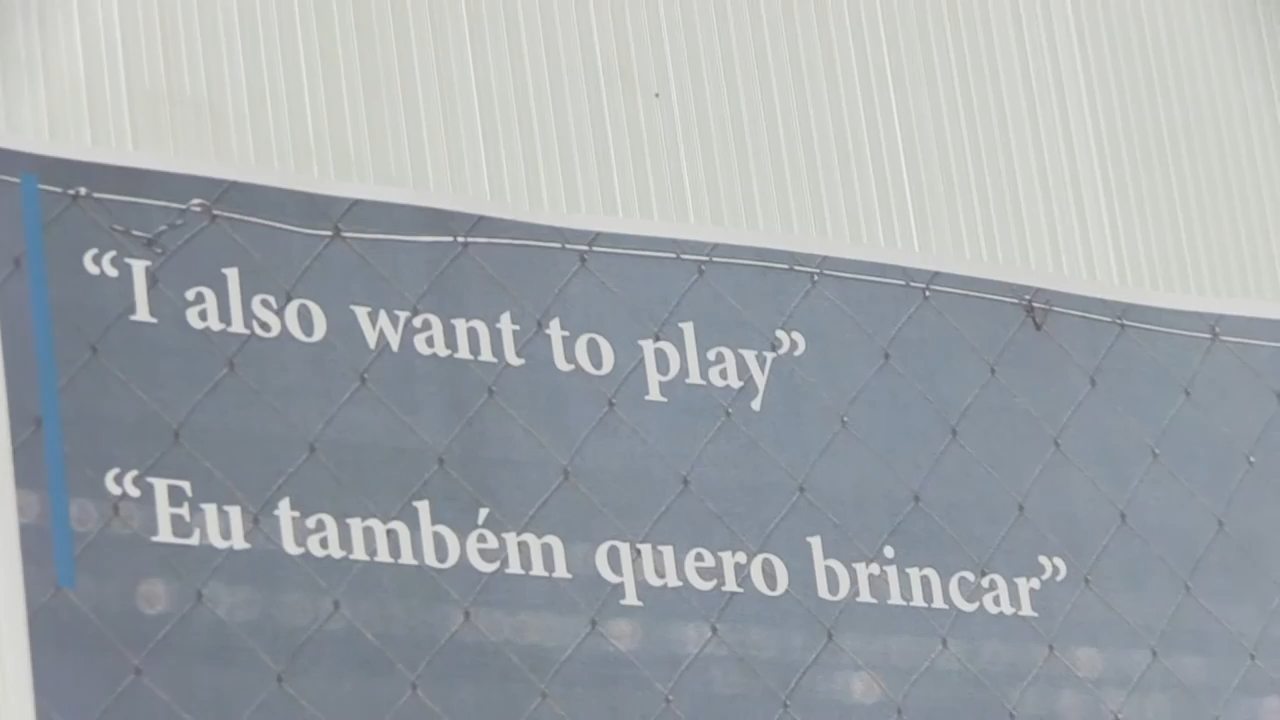 “I also want to play”
“Eu também quero brincar”